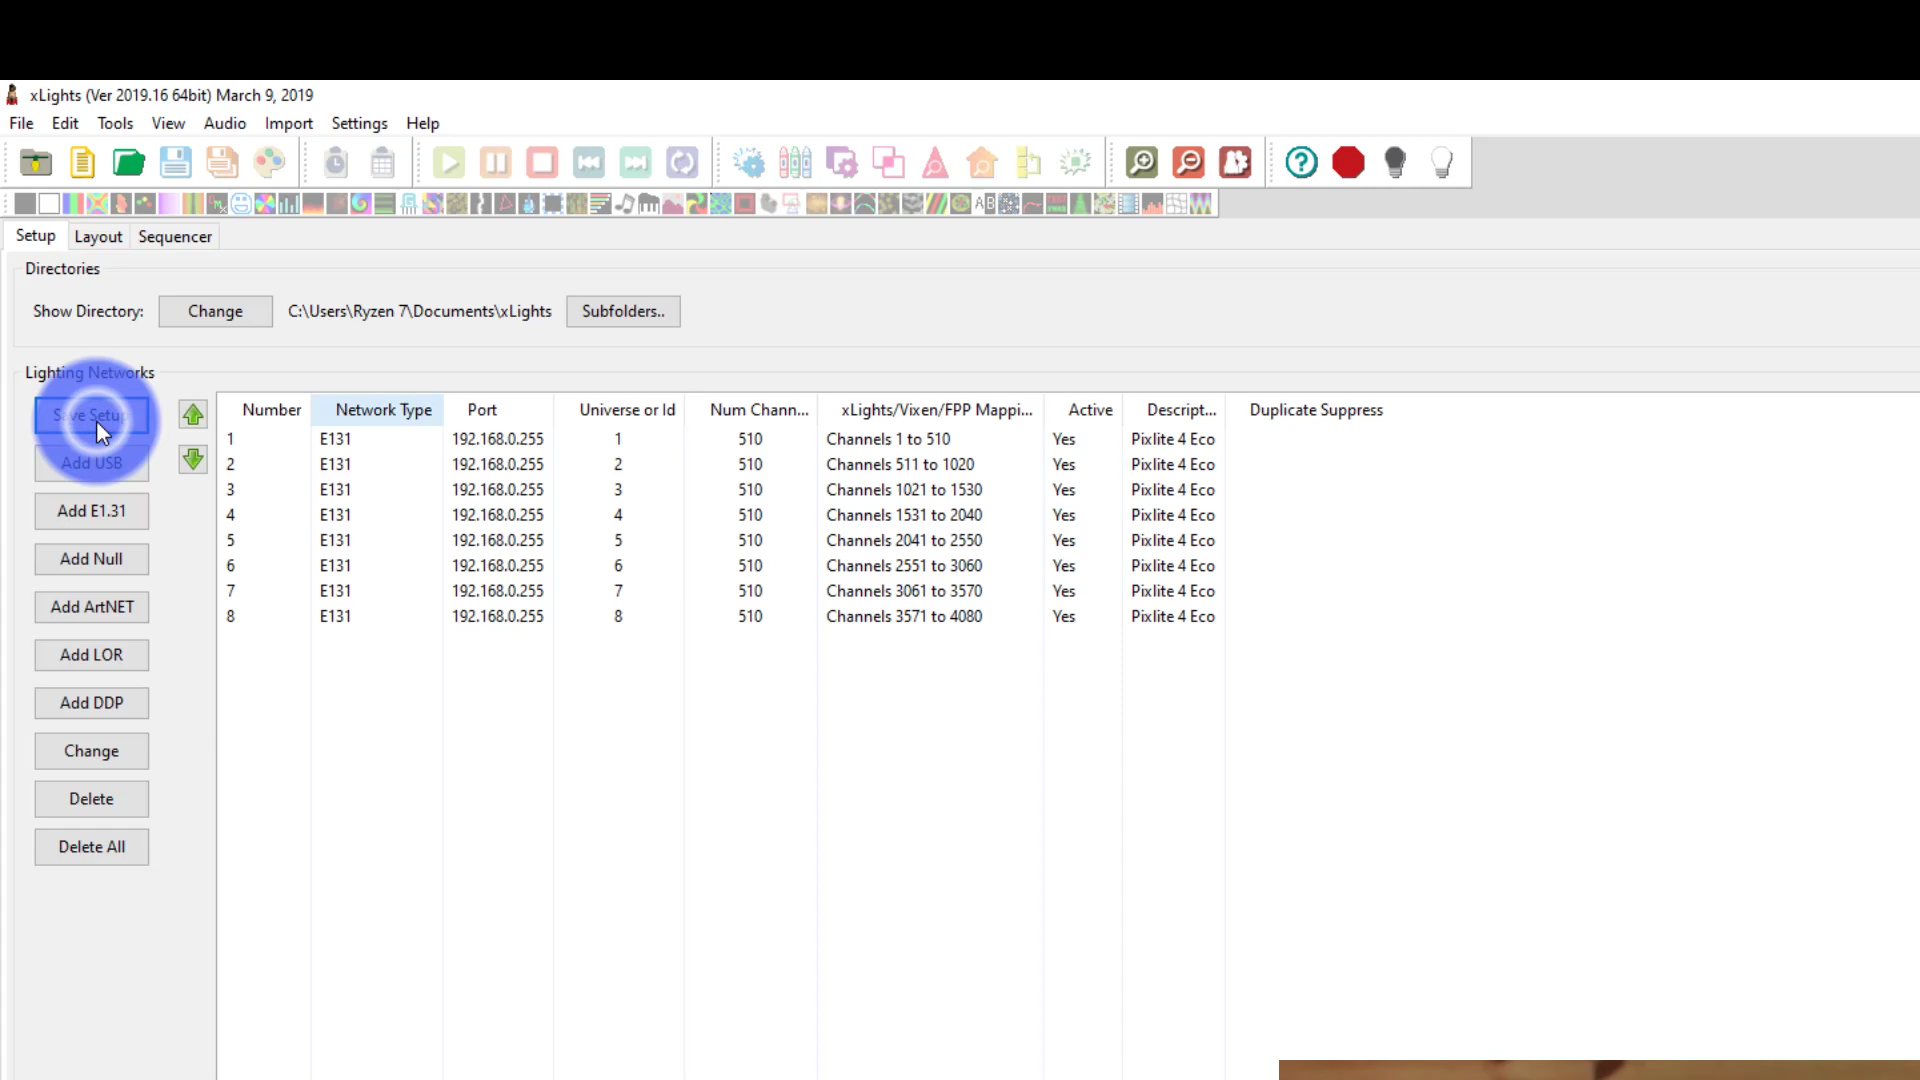 xLights (Ver 2019.16 64bit) March 9, 2019
File Edit Tools View Audio Import Settings Help
AB
Setup Layout Sequencer
Directories
Show Directory: Change C:\Users\Ryzen 7\Documents\xLights Subfolders..
Lighting Networks
Save Setup
Add USB
Add E1.31
Add Null
Add ArtNET
Add LOR
Add DDP
Change
Delete
Delete All
Number Network Type Port Universe or Id Num Chann... xLights/Vixen/FPP Mappi... Active Descript... Duplicate Suppress
1 E131 192.168.0.255 1 510 Channels 1 to 510 Yes Pixlite 4 Eco
2 E131 192.168.0.255 2 510 Channels 511 to 1020 Yes Pixlite 4 Eco
3 E131 192.168.0.255 3 510 Channels 1021 to 1530 Yes Pixlite 4 Eco
4 E131 192.168.0.255 4 510 Channels 1531 to 2040 Yes Pixlite 4 Eco
5 E131 192.168.0.255 5 510 Channels 2041 to 2550 Yes Pixlite 4 Eco
6 E131 192.168.0.255 6 510 Channels 2551 to 3060 Yes Pixlite 4 Eco
7 E131 192.168.0.255 7 510 Channels 3061 to 3570 Yes Pixlite 4 Eco
8 E131 192.168.0.255 8 510 Channels 3571 to 4080 Yes Pixlite 4 Eco